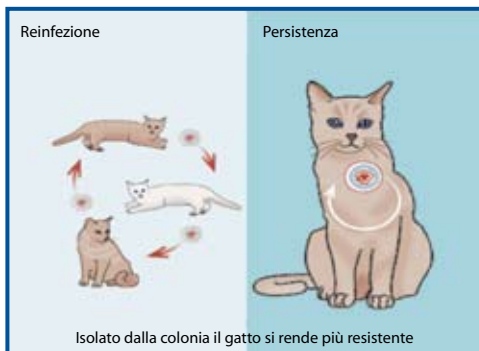 Reinfezione
Persistenza
Isolato dalla colonia il gatto si rende più resistente